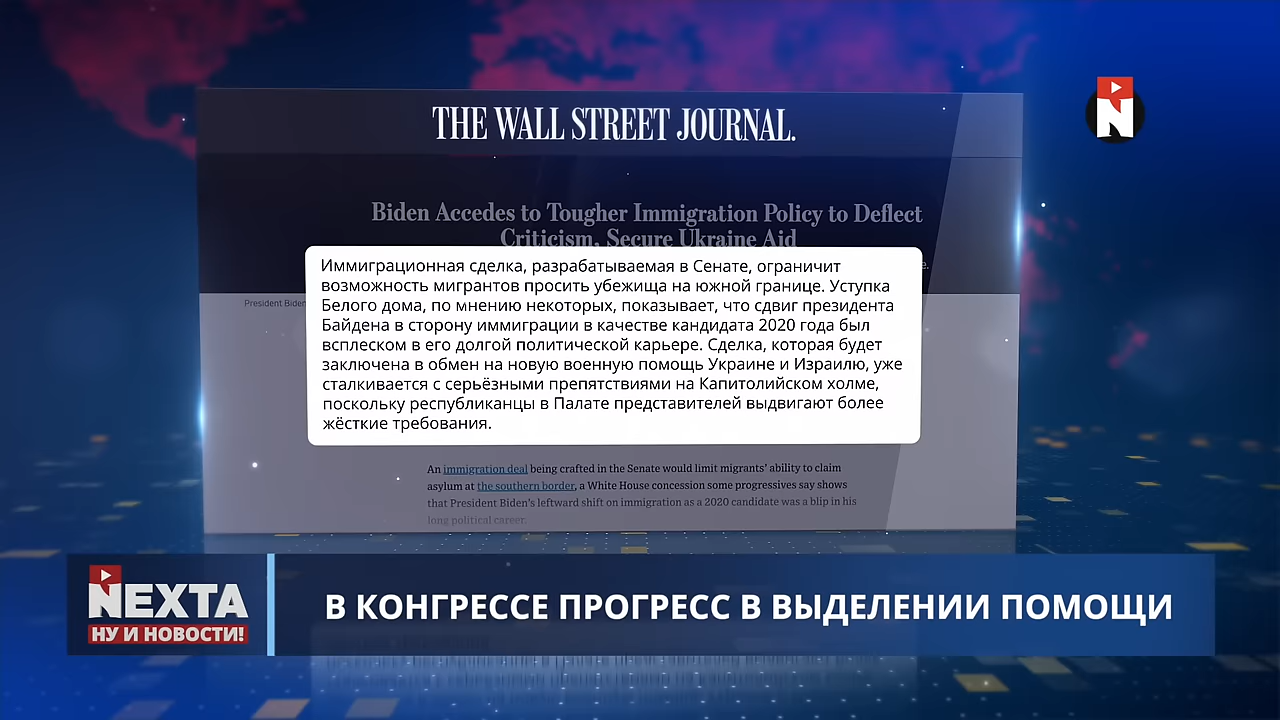 THE WALL STREET JOURNAL.
Biden Accedes to Tougher Immigration Policy to Deflect
Criticism, Secure Ukraine Aid
Иммиграционная сделка, разрабатываемая в Сенате, ограничит
возможность мигрантов просить убежища на южной границе. Уступка
President Biden
Белого дома, по мнению некоторых, показывает, что сдвиг президента
Байдена в сторону иммиграции в качестве кандидата 2020 года был
всплеском в его долгой политической карьере. Сделка, которая будет
заключена в обмен на новую военную помощь Украине и Израилю, уже
сталкивается с серьёзными препятствиями на Капитолийском холме,
поскольку республиканцы в Палате представителей выдвигают более
жёсткие требования.
An immigration deal being crafted in the Senate would limit migrants' ability to claim
asylum at the southern border, a White House concession some progressives say shows
that President Biden's leftward shift on immigration as a 2020 candidate was a blip in his
long political career.
NEXTA
НУ И НОВОСТИ!
В КОНГРЕССЕ ПРОГРЕСС В ВЫДЕЛЕНИИ ПОМОЩИ